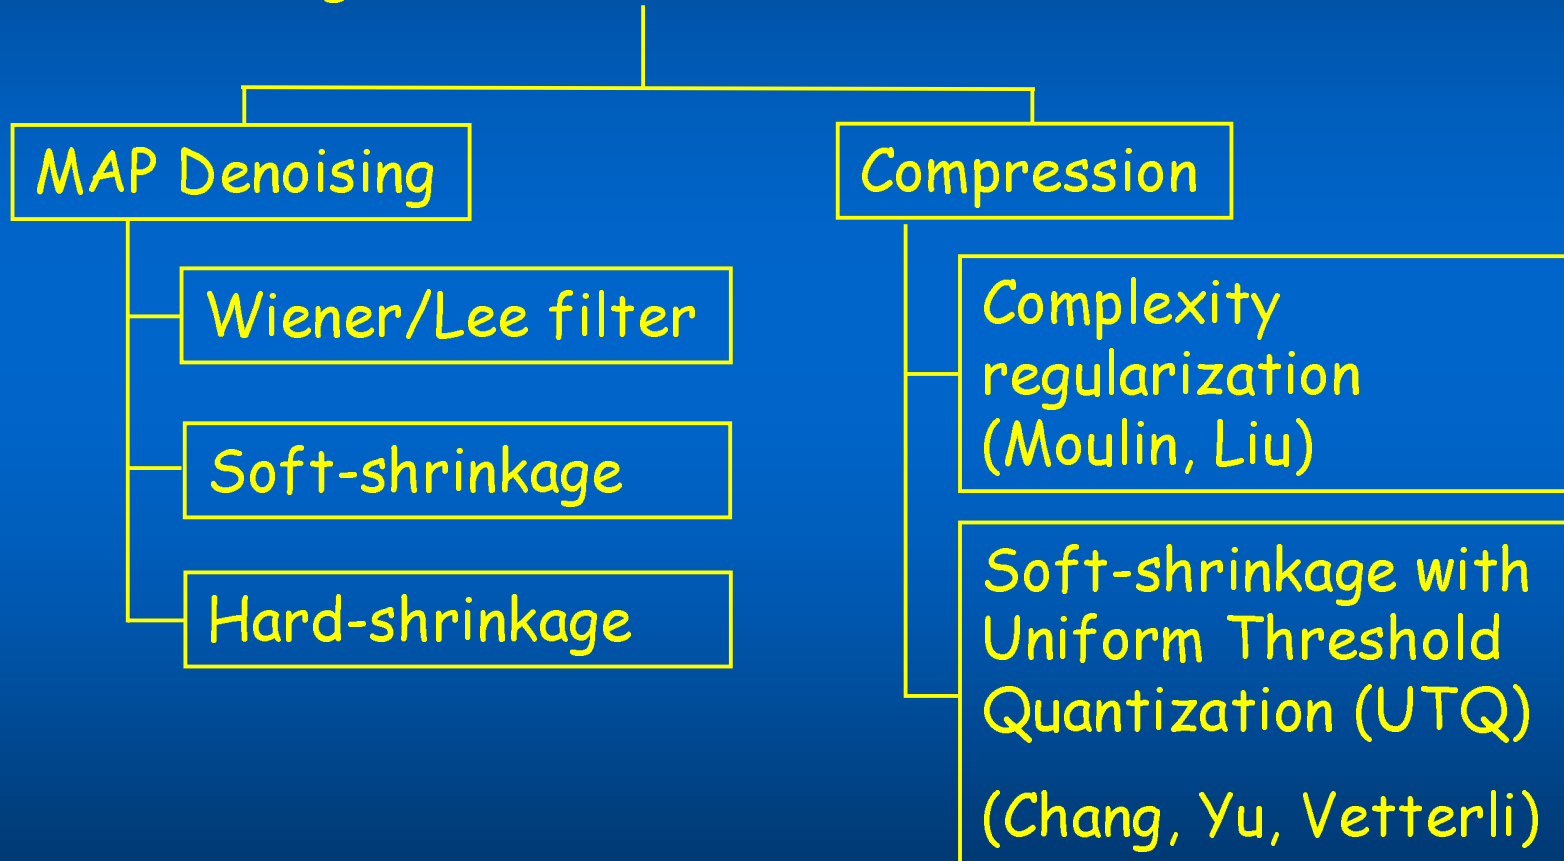 MAP Denoising
Wiener/Lee filter
Soft-shrinkage
Hard-shrinkage
Compression
Complexity
regularization
(Moulin, Liu)
Soft-shrinkage with
Uniform Threshold
Quantization (UTQ)
(Chang, Yu, Vetterli)